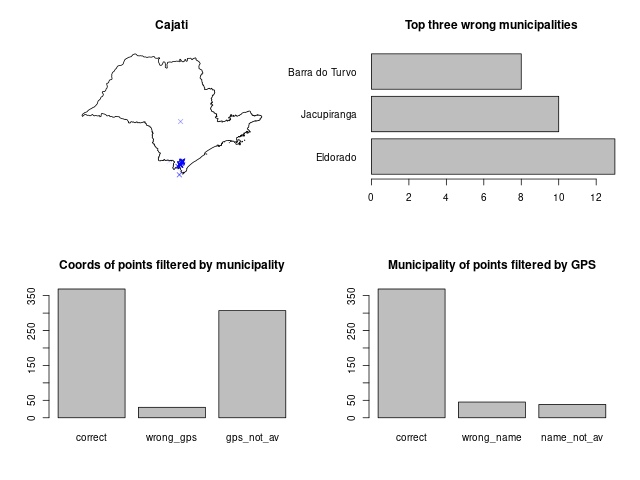 Cajati
Top three wrong municipalities
Barra do Turvo
Jacupiranga
Eldorado
0 2 4 6 8 10 12
Coords of points filtered by municipality
350
250
150
50
0
correct wrong_gps gps_not_av
Municipality of points filtered by GPS
350
250
150
50
0
correct wrong_name name_not_av